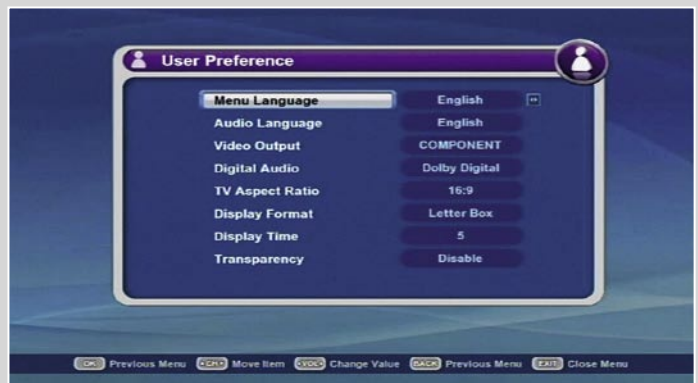 User Preference
Menu Language English
Audio Language English
Video Output COMPONENT
Digital Audio Dolby Digital
TV Aspect Ratio 16:9
Display Format Letter Box
Display Time 5
Transparency Disable
OK Previous Menu -CH+ Move Item -VOL+ Change Value BACK Previous Menu EXIT Close Menu